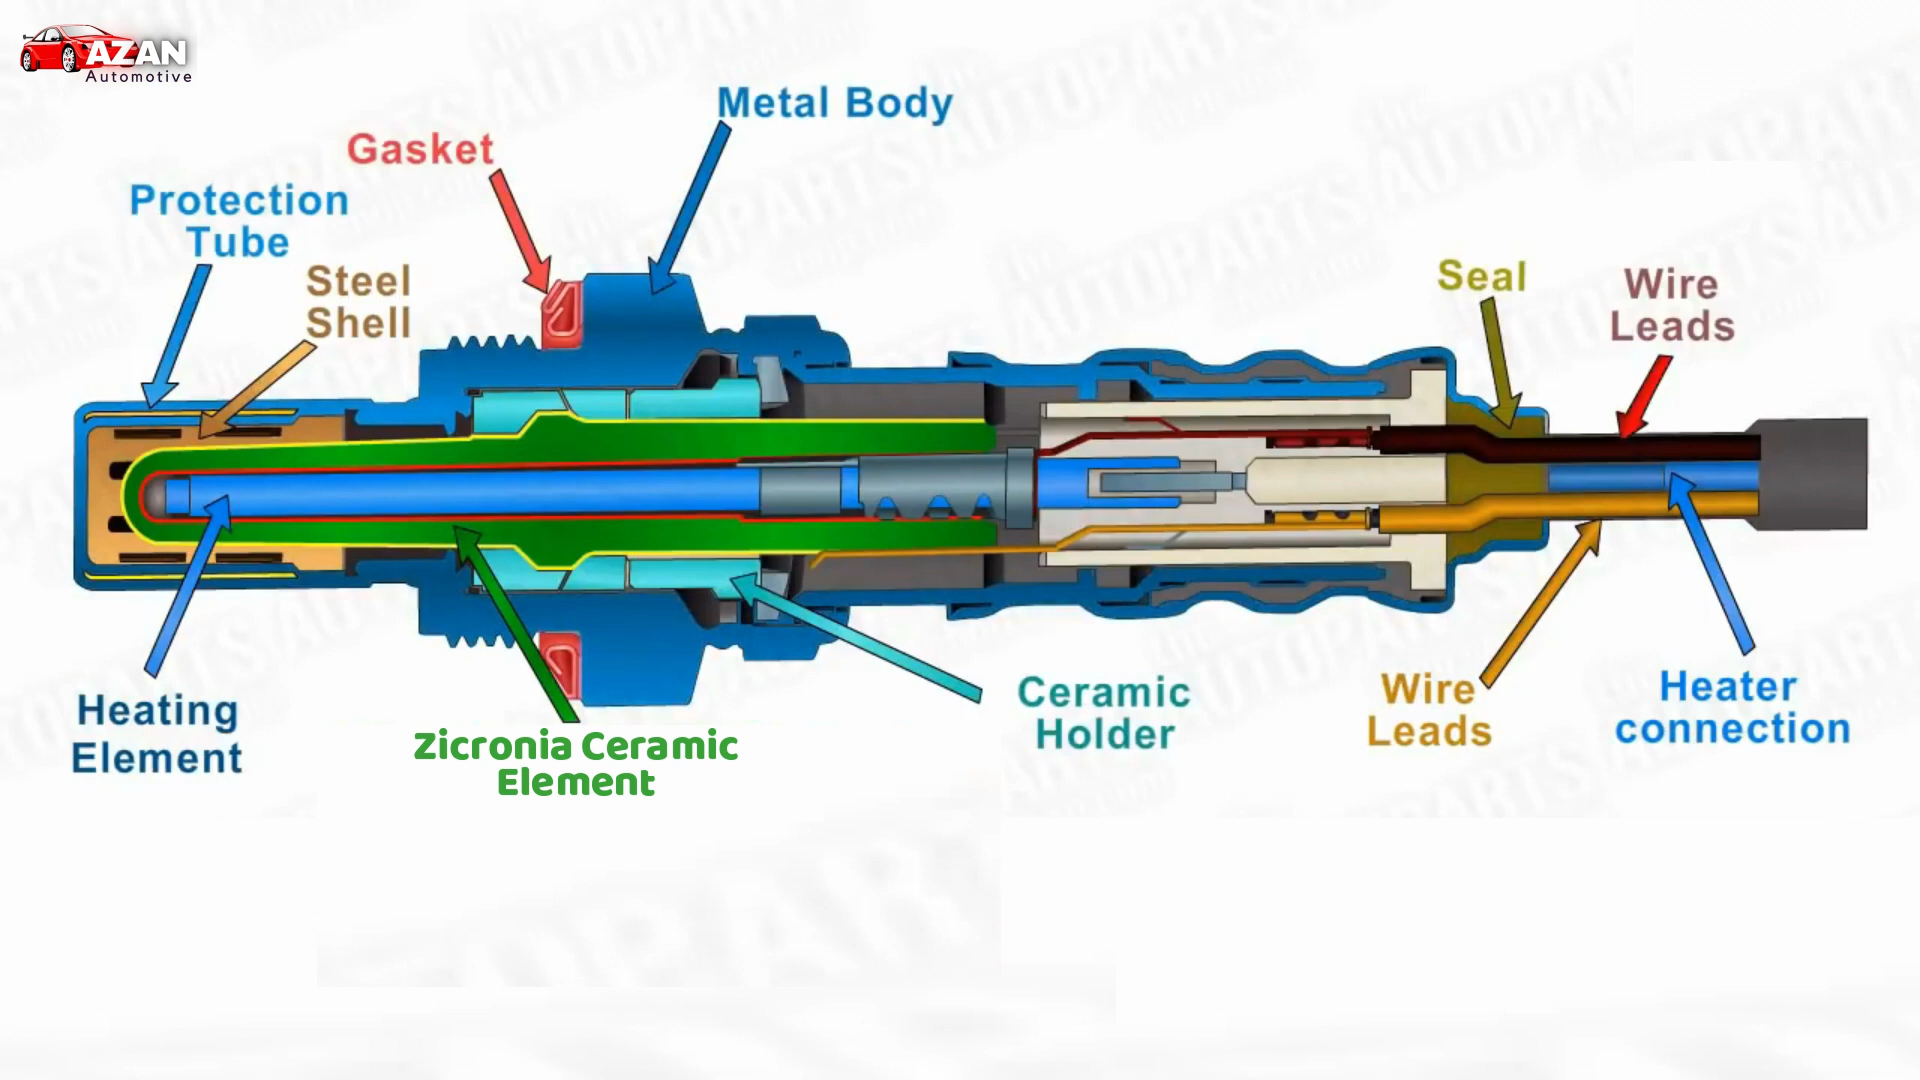 AZAN
Automotive
Metal Body
Gasket
Protection
Tube
Steel
Shell
Seal
Wire
Leads
Heating
Element
Zicronia Ceramic
Element
Ceramic
Holder
Wire
Leads
Heater
connection
AUTOPARTS